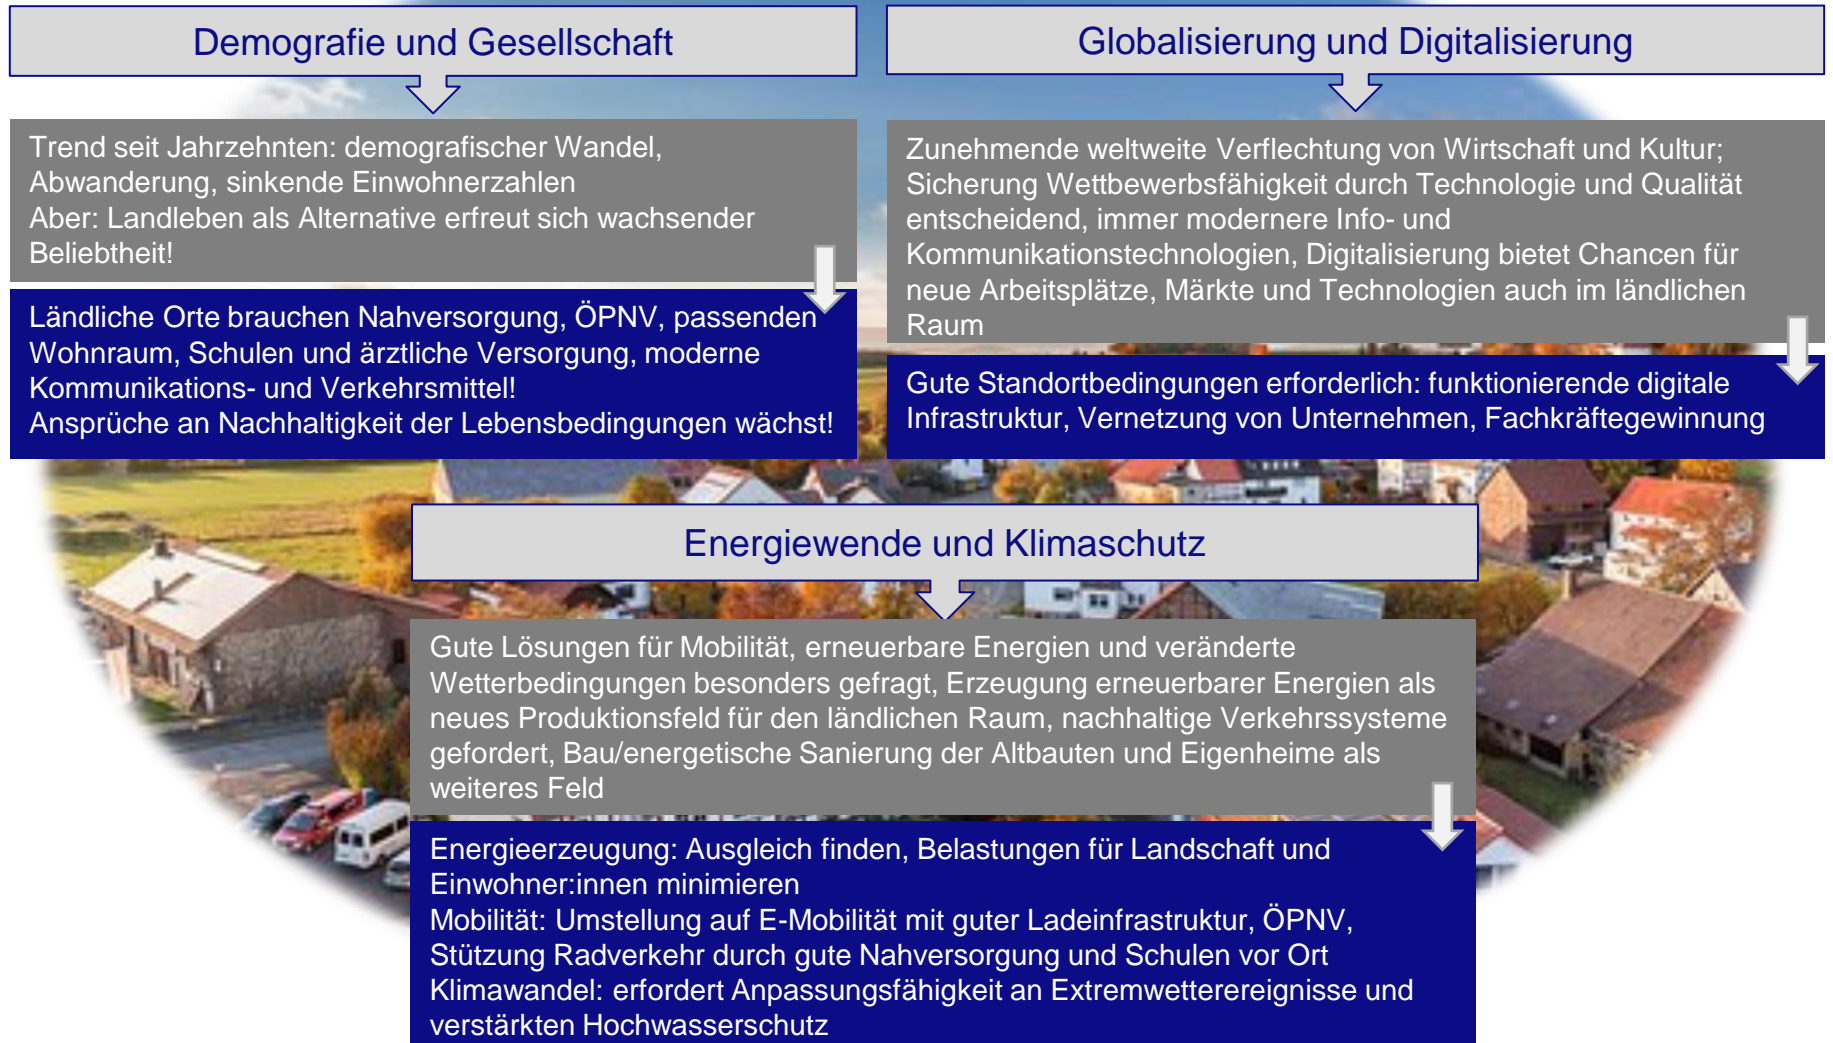 Demografie und Gesellschaft
Trend seit Jahrzehnten: demografischer Wandel,
Abwanderung, sinkende Einwohnerzahlen
Aber: Landleben als Alternative erfreut sich wachsender
Beliebtheit!
Ländliche Orte brauchen Nahversorgung, ÖPNV, passenden
Wohnraum, Schulen und ärztliche Versorgung, moderne
Kommunikations- und Verkehrsmittel!
Ansprüche an Nachhaltigkeit der Lebensbedingungen wächst!
Globalisierung und Digitalisierung
Zunehmende weltweite Verflechtung von Wirtschaft und Kultur;
Sicherung Wettbewerbsfähigkeit durch Technologie und Qualität
entscheidend, immer modernere Info- und
Kommunikationstechnologien, Digitalisierung bietet Chancen für
neue Arbeitsplätze, Märkte und Technologien auch im ländlichen
Raum
Gute Standortbedingungen erforderlich: funktionierende digitale
Infrastruktur, Vernetzung von Unternehmen, Fachkräftegewinnung
Energiewende und Klimaschutz
Gute Lösungen für Mobilität, erneuerbare Energien und veränderte
Wetterbedingungen besonders gefragt, Erzeugung erneuerbarer Energien als
neues Produktionsfeld für den ländlichen Raum, nachhaltige Verkehrssysteme
gefordert, Bau/energetische Sanierung der Altbauten und Eigenheime als
weiteres Feld
Energieerzeugung: Ausgleich finden, Belastungen für Landschaft und
Einwohner:innen minimieren
Mobilität: Umstellung auf E-Mobilität mit guter Ladeinfrastruktur, ÖPNV,
Stützung Radverkehr durch gute Nahversorgung und Schulen vor Ort
Klimawandel: erfordert Anpassungsfähigkeit an Extremwetterereignisse und
verstärkten Hochwasserschutz